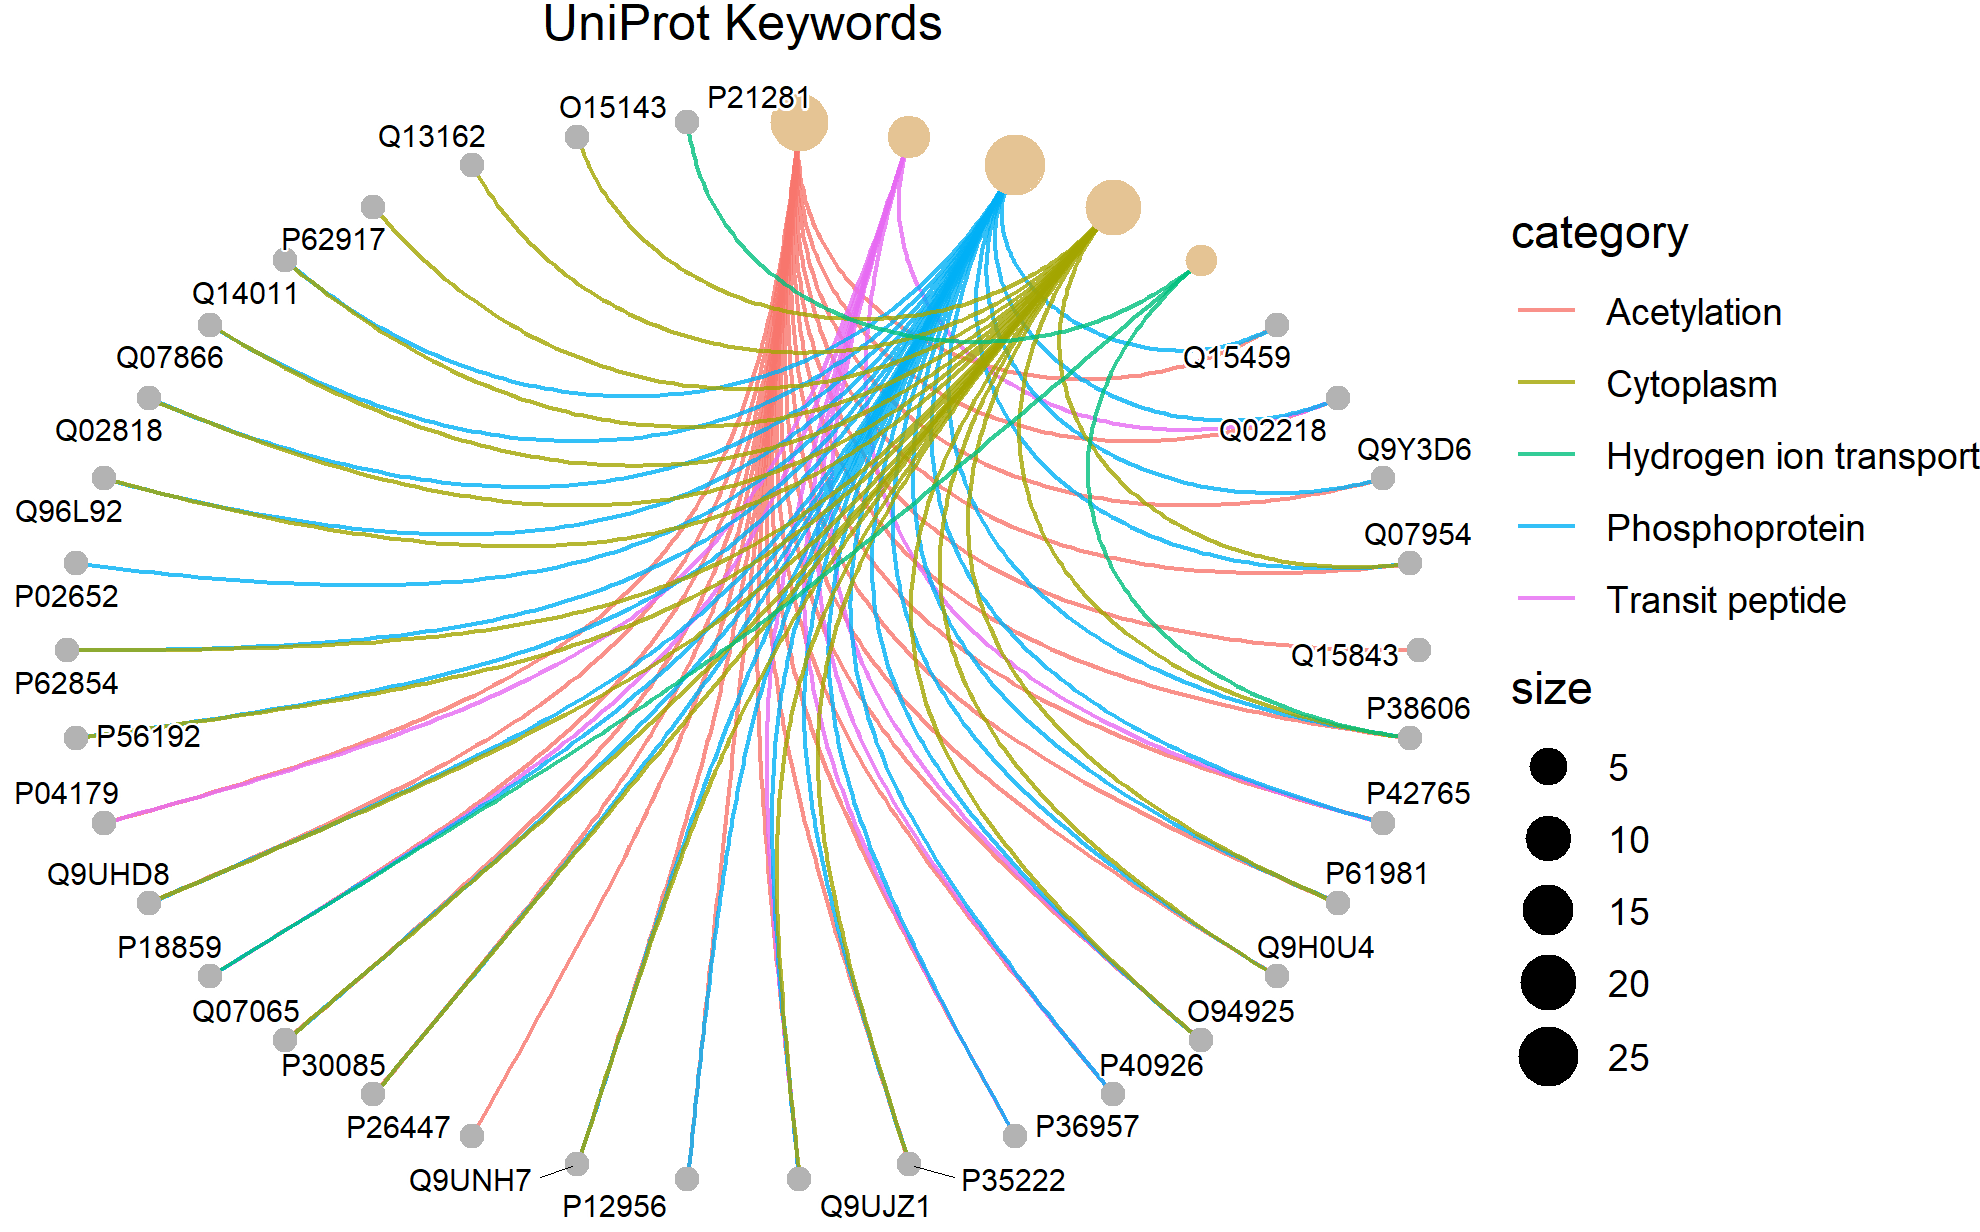 UniProt Keywords
P21281
O15143
Q13162
P62917
Q14011
Q07866
Q02818
Q96L92
P02652
P62854
P56192
P04179
Q9UHD8
P18859
Q07065
P30085
P26447
Q9UNH7
P12956
Q9UJZ1
P35222
P36957
P40926
O94925
Q9H0U4
P61981
P42765
P38606
Q15843
Q07954
Q9Y3D6
Q02218
Q15459
category
Acetylation
Cytoplasm
Hydrogen ion transport
Phosphoprotein
Transit peptide
size
5
10
15
20
25